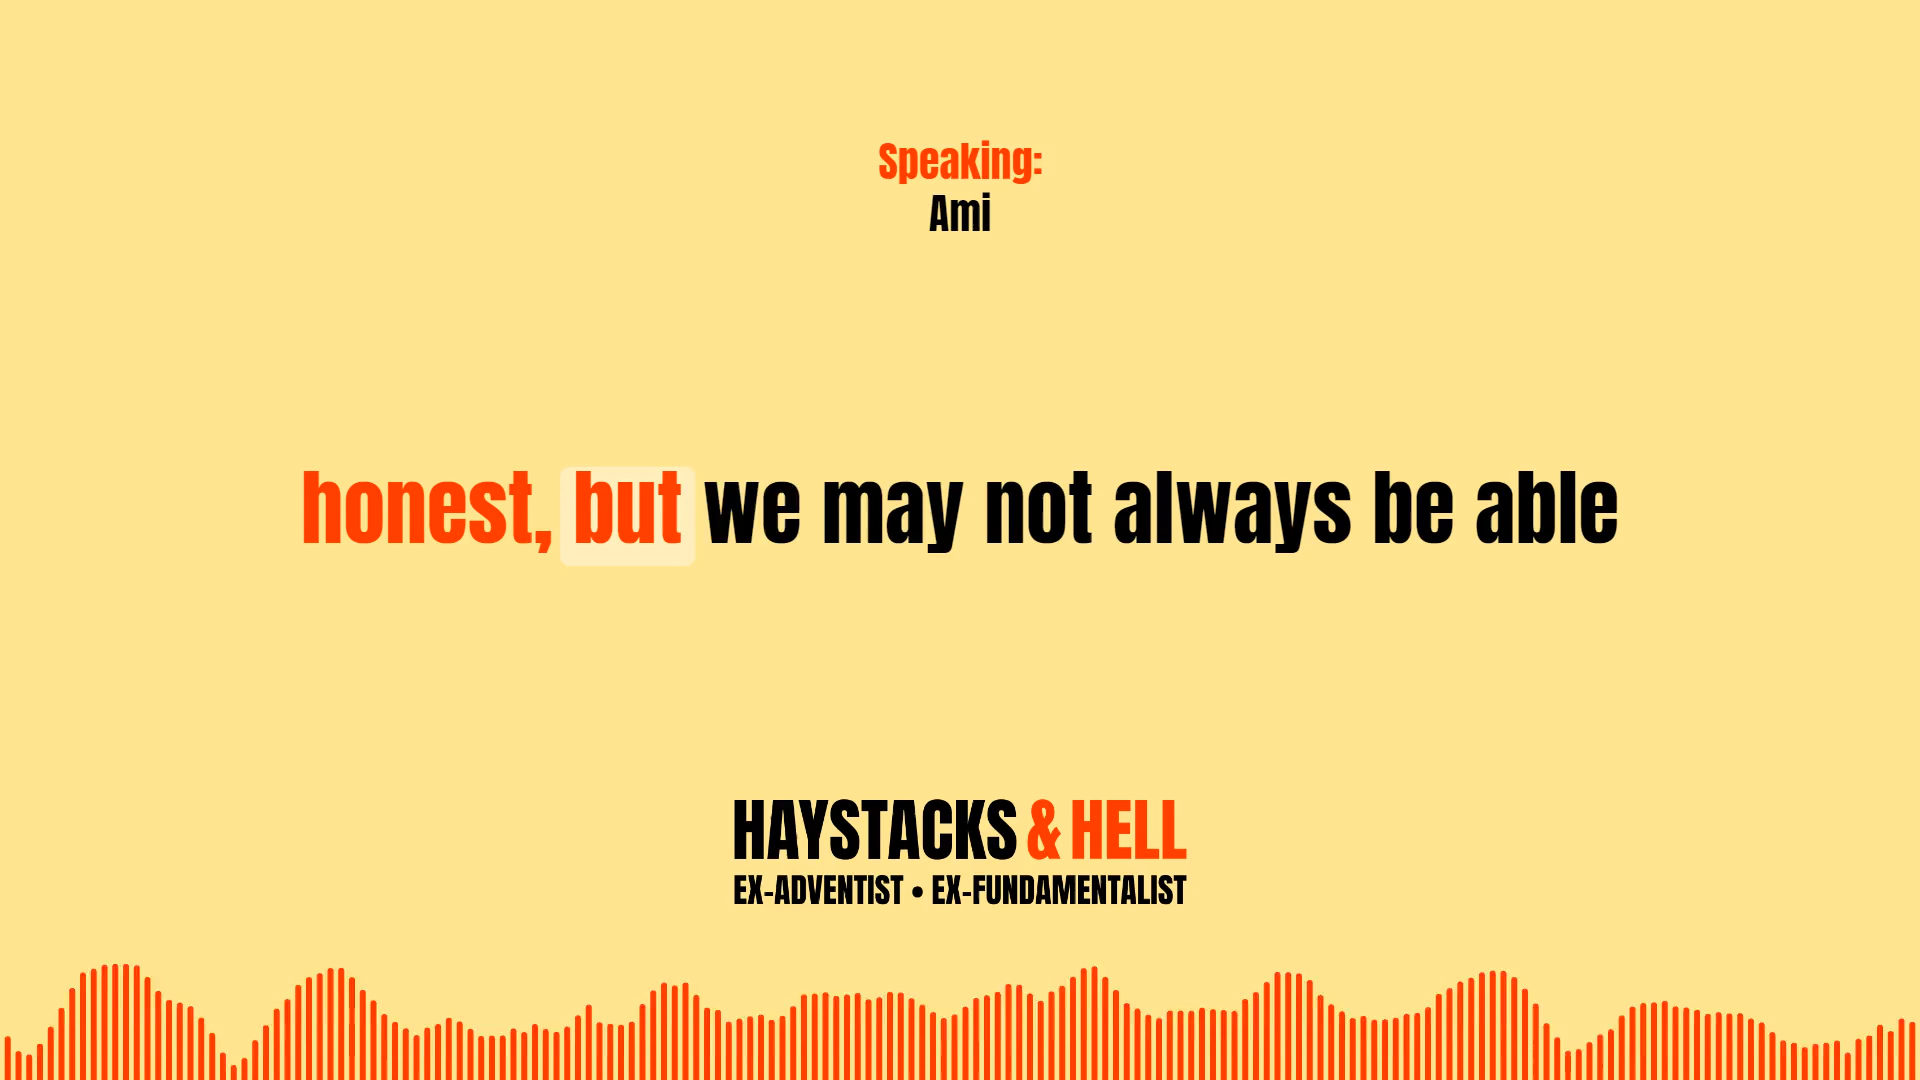 Speaking:
Ami
honest, but we may not always be able
HAYSTACKS & HELL
EX-ADVENTIST • EX-FUNDAMENTALIST